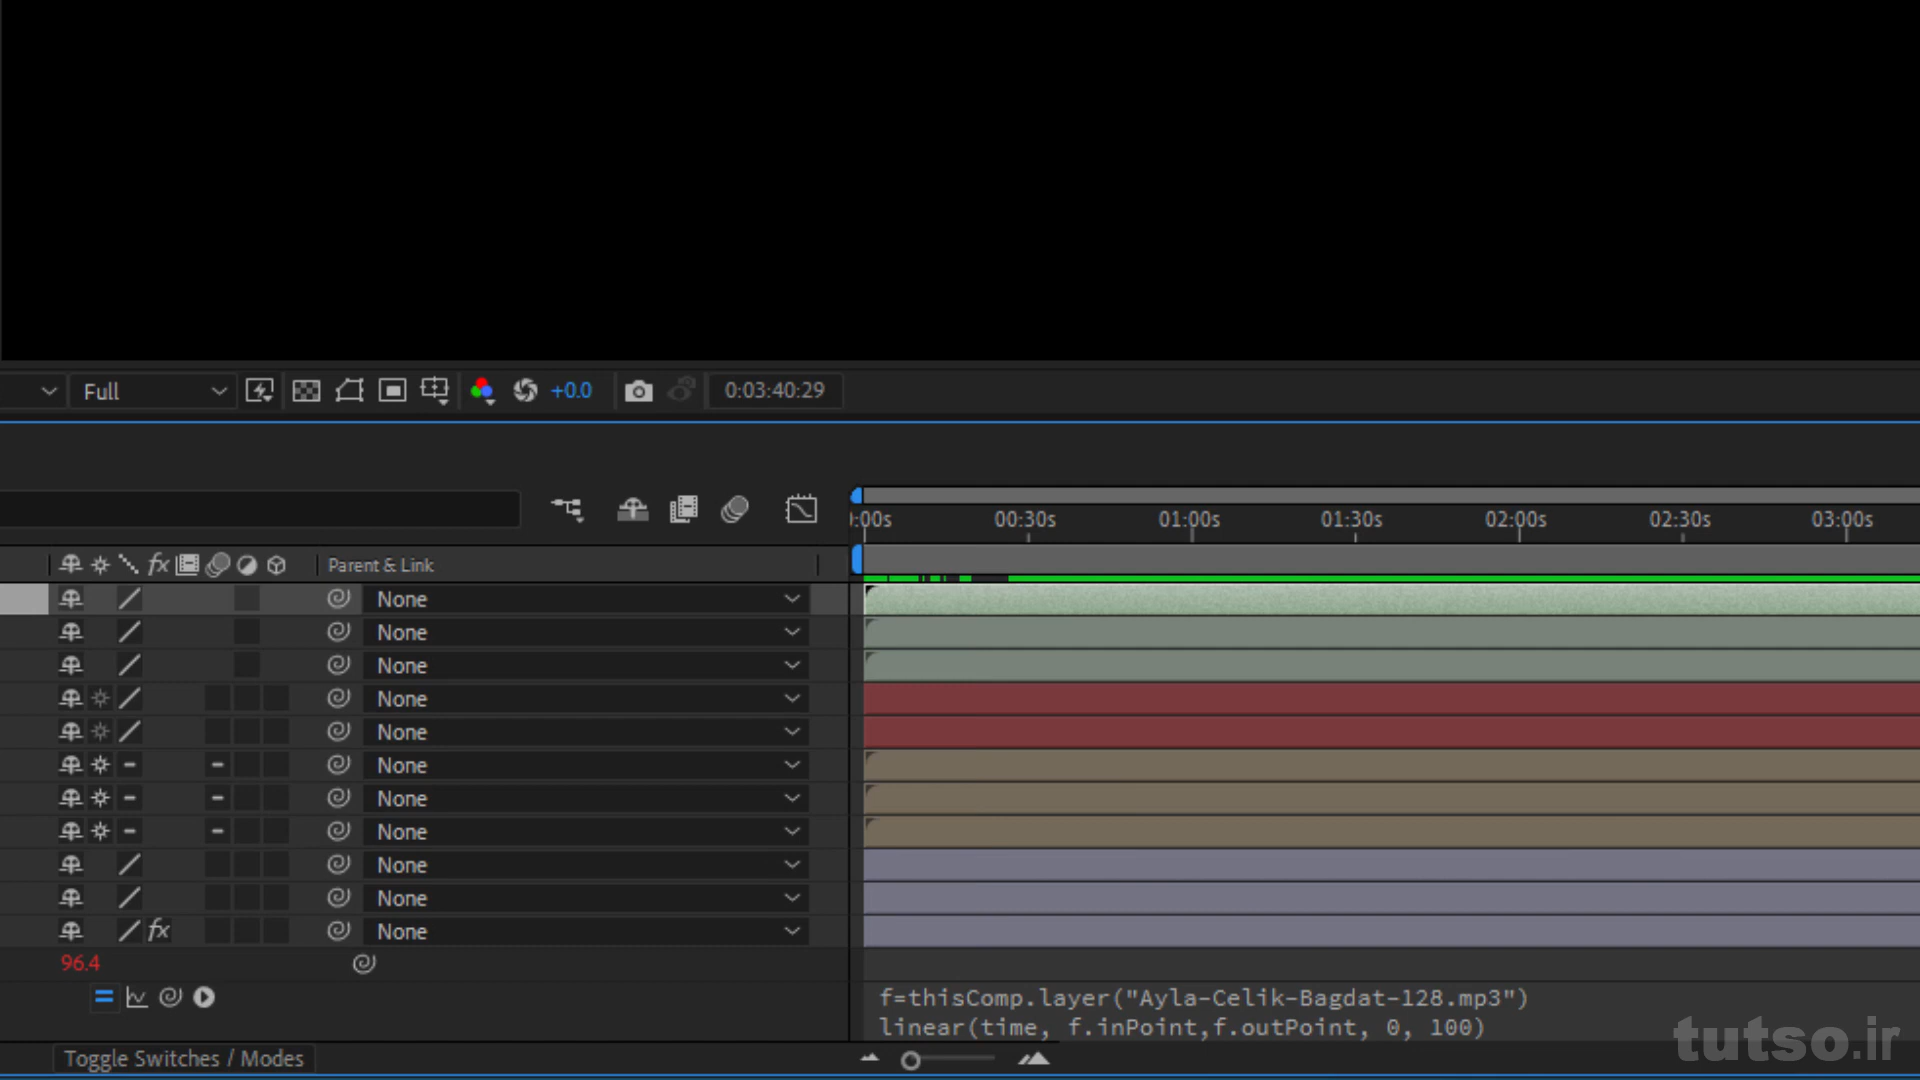 Full
+0.0
0:03:40:29
):00s 00:30s 01:00s 01:30s 02:00s 02:30s 03:00s
fx Parent & Link
None
None
None
None
None
None
None
None
None
None
fx None
96.4
f=thisComp.layer("Ayla-Celik-Bagdat-128.mp3")
linear(time, f.inPoint,f.outPoint, 0, 100)
Toggle Switches / Modes
tutso.ir